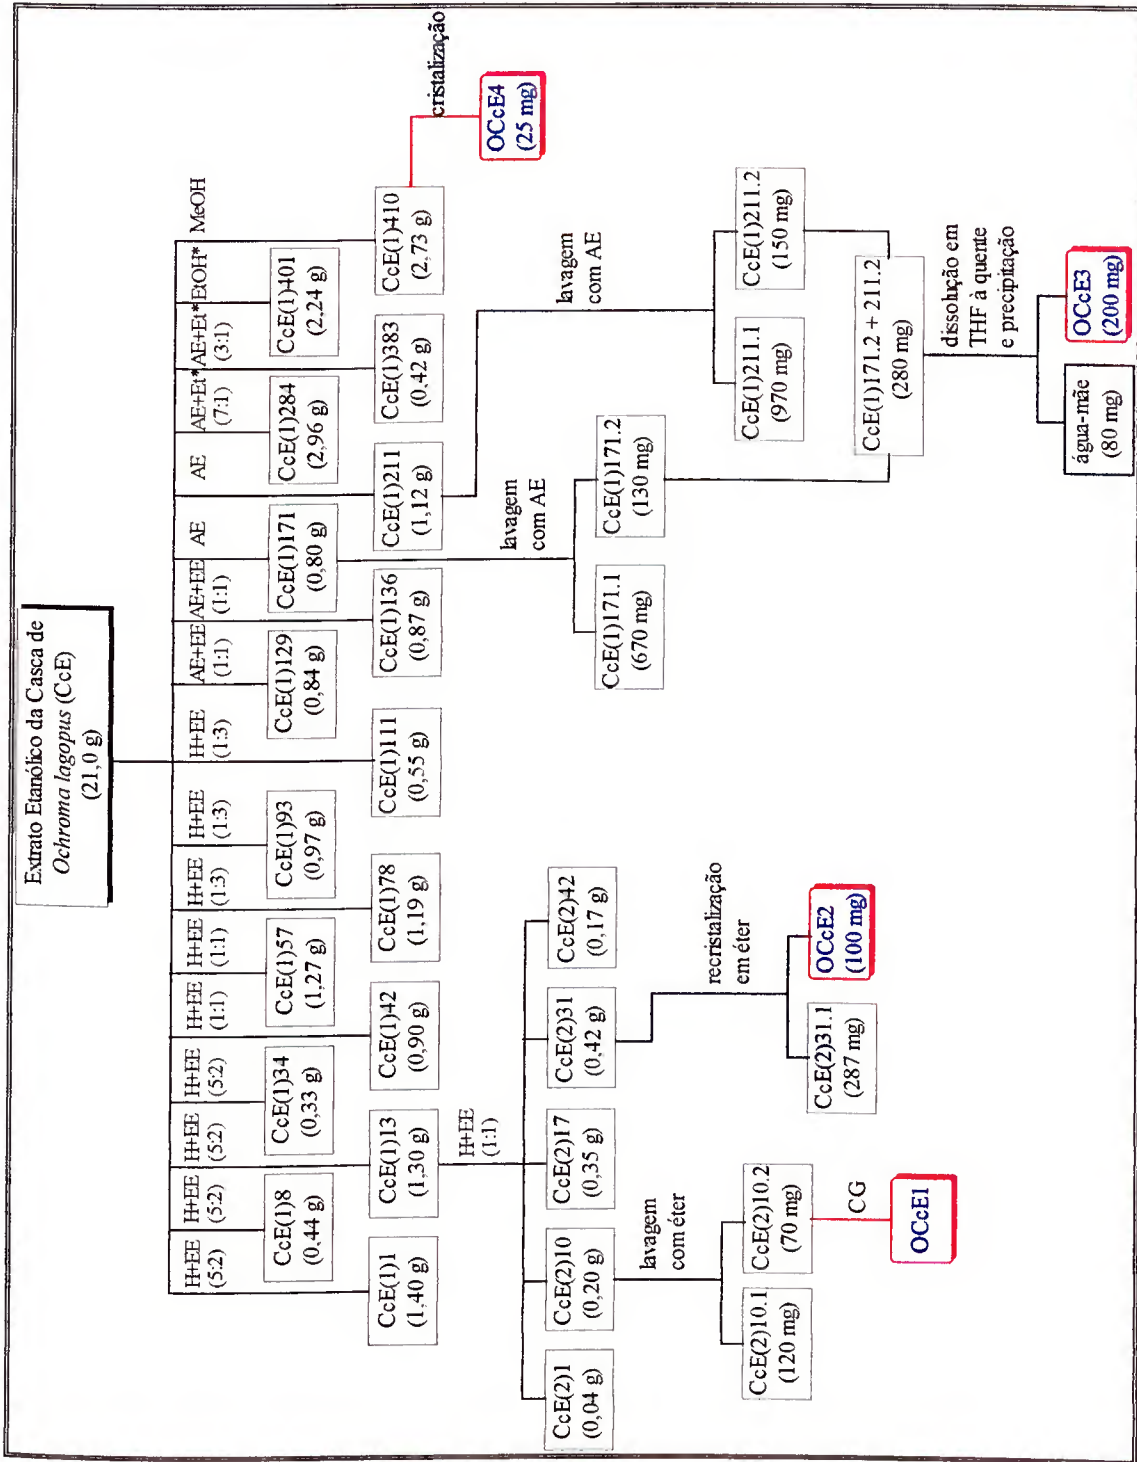 Extrato Etanólico da Casca de
Ochroma lagopus (CcE)
(21,0 g)
H+EE
(5:2)
H+EE
(5:2)
H+EE
(5:2)
H+EE
(5:2)
H+EE
(1:1)
H+EE
(1:1)
H+EE
(1:3)
H+EE
(1:3)
H+EE
(1:3)
AE+EE
(1:1)
AE+EE
(1:1)
AE
AE
AE+Et*
(7:1)
AE+Et*
(3:1)
EtOH*
MeOH
CcE(1)8
(0,44 g)
CcE(1)34
(0,33 g)
CcE(1)57
(1,27 g)
CcE(1)93
(0,97 g)
CcE(1)129
(0,84 g)
CcE(1)171
(0,80 g)
CcE(1)284
(2,96 g)
CcE(1)401
(2,24 g)
CcE(1)1
(1,40 g)
CcE(1)13
(1,30 g)
CcE(1)42
(0,90 g)
CcE(1)78
(1,19 g)
CcE(1)111
(0,55 g)
CcE(1)136
(0,87 g)
CcE(1)211
(1,12 g)
CcE(1)383
(0,42 g)
CcE(1)410
(2,73 g)
cristalização
OCcE4
(25 mg)
H+EE
(1:1)
lavagem
com AE
lavagem
com AE
CcE(2)1
(0,04 g)
CcE(2)10
(0,20 g)
CcE(2)17
(0,35 g)
CcE(2)31
(0,42 g)
CcE(2)42
(0,17 g)
CcE(1)171.1
(670 mg)
CcE(1)171.2
(130 mg)
CcE(1)211.1
(970 mg)
CcE(1)211.2
(150 mg)
lavagem
com éter
recristalização
em éter
CcE(2)10.1
(120 mg)
CcE(2)10.2
(70 mg)
CG
OCcE1
CcE(2)31.1
(287 mg)
OCcE2
(100 mg)
CcE(1)171.2 + 211.2
(280 mg)
dissolução em
THF à quente
e precipitação
água-mãe
(80 mg)
OCcE3
(200 mg)